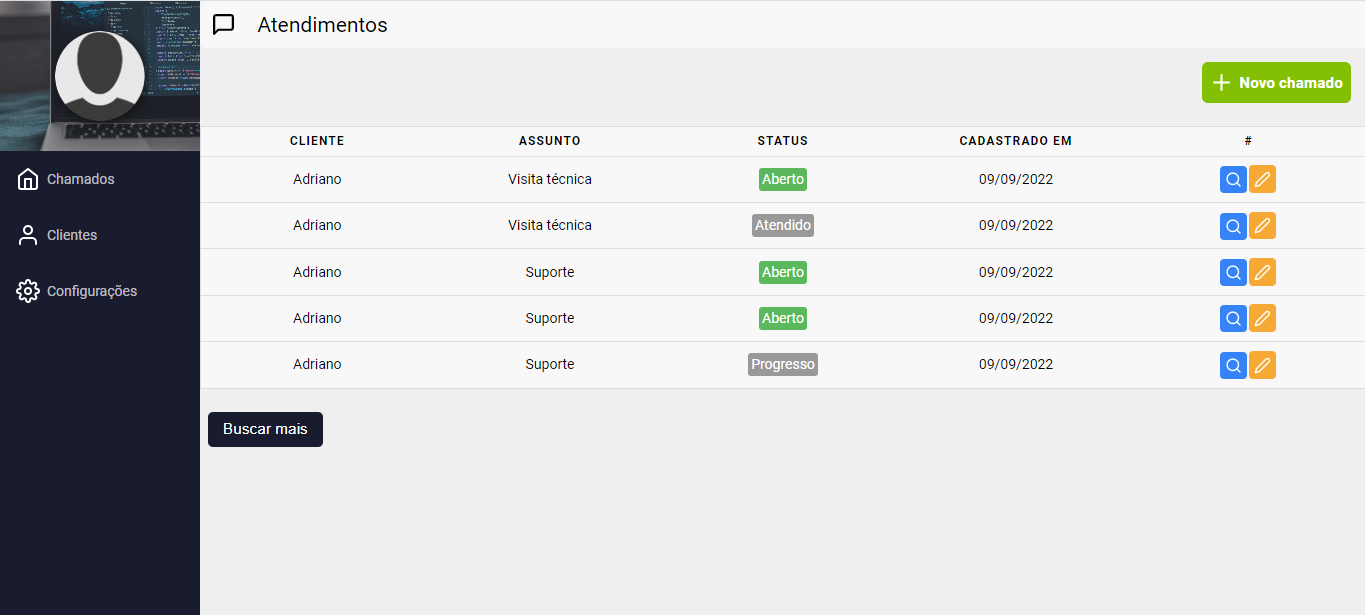 Atendimentos
Novo chamado
Chamados
Clientes
Configurações
CLIENTE ASSUNTO STATUS CADASTRADO EM #
Adriano Visita técnica Aberto 09/09/2022
Adriano Visita técnica Atendido 09/09/2022
Adriano Suporte Aberto 09/09/2022
Adriano Suporte Aberto 09/09/2022
Adriano Suporte Progresso 09/09/2022
Buscar mais